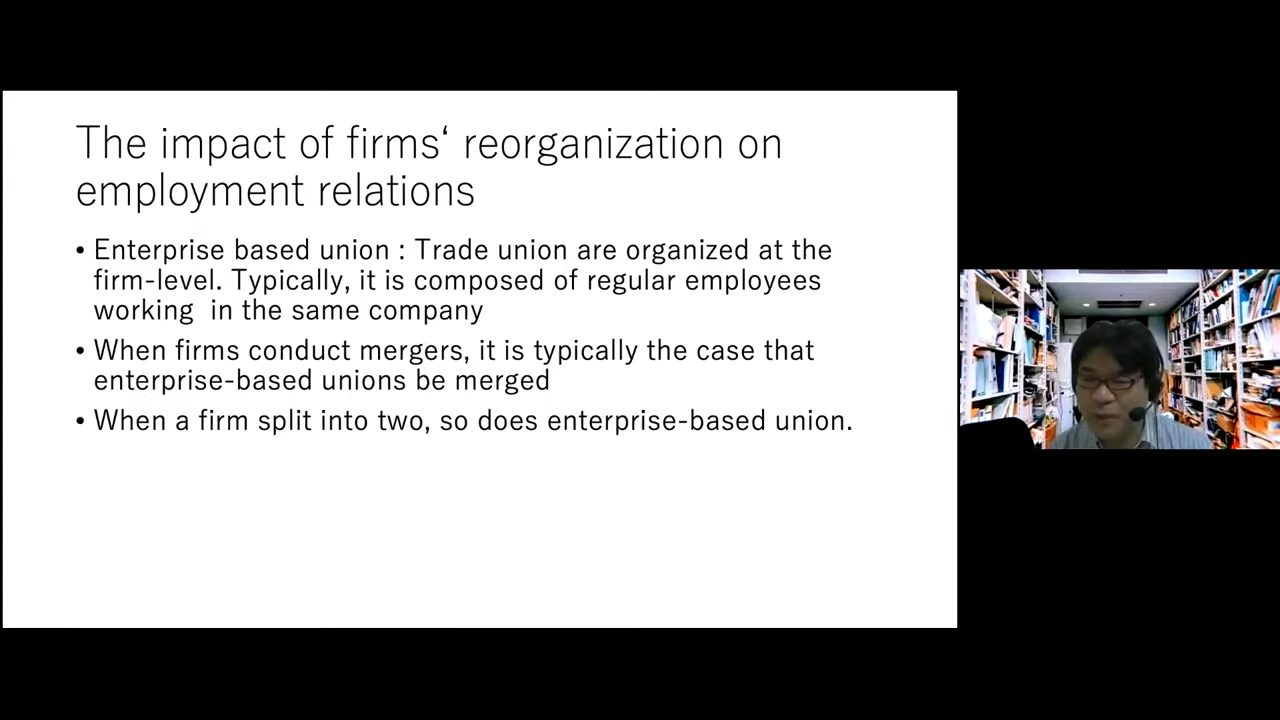 The impact of firms‘ reorganization on
employment relations
• Enterprise based union : Trade union are organized at the
firm-level. Typically, it is composed of regular employees
working  in the same company
• When firms conduct mergers, it is typically the case that
enterprise-based unions be merged
• When a firm split into two, so does enterprise-based union.